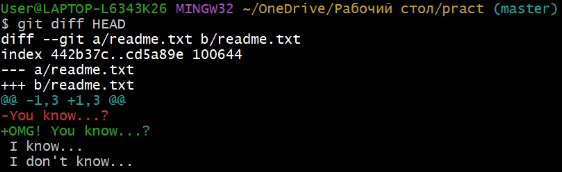 User@LAPTOP-L6343K26 MINGW32 ~/OneDrive/Рабочий стол/pract (master)
$ git diff HEAD
diff --git a/readme.txt b/readme.txt
index 442b37c..cd5a89e 100644
--- a/readme.txt
+++ b/readme.txt
@@ -1,3 +1,3 @@
-You know...?
+OMG! You know...?
 I know...
 I don't know...